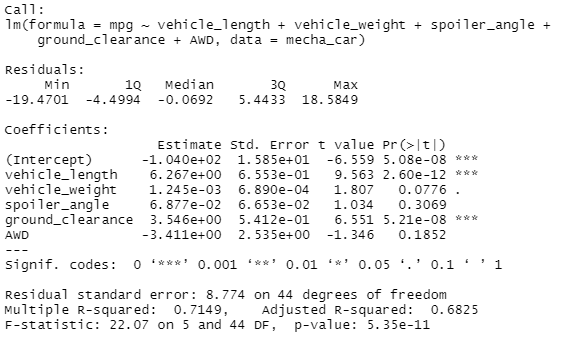 Call:
lm(formula = mpg ~ vehicle_length + vehicle_weight + spoiler_angle +
    ground_clearance + AWD, data = mecha_car)

Residuals:
     Min       1Q   Median       3Q      Max
-19.4701  -4.4994  -0.0692   5.4433  18.5849

Coefficients:
                   Estimate Std. Error t value Pr(>|t|)
(Intercept)      -1.040e+02  1.585e+01  -6.559 5.08e-08 ***
vehicle_length    6.267e+00  6.553e-01   9.563 2.60e-12 ***
vehicle_weight    1.245e-03  6.890e-04   1.807   0.0776 .
spoiler_angle     6.877e-02  6.653e-02   1.034   0.3069
ground_clearance  3.546e+00  5.412e-01   6.551 5.21e-08 ***
AWD              -3.411e+00  2.535e+00  -1.346   0.1852
---
Signif. codes:  0 ‘***’ 0.001 ‘**’ 0.01 ‘*’ 0.05 ‘.’ 0.1 ‘ ’ 1

Residual standard error: 8.774 on 44 degrees of freedom
Multiple R-squared:  0.7149,    Adjusted R-squared:  0.6825
F-statistic: 22.07 on 5 and 44 DF,  p-value: 5.35e-11